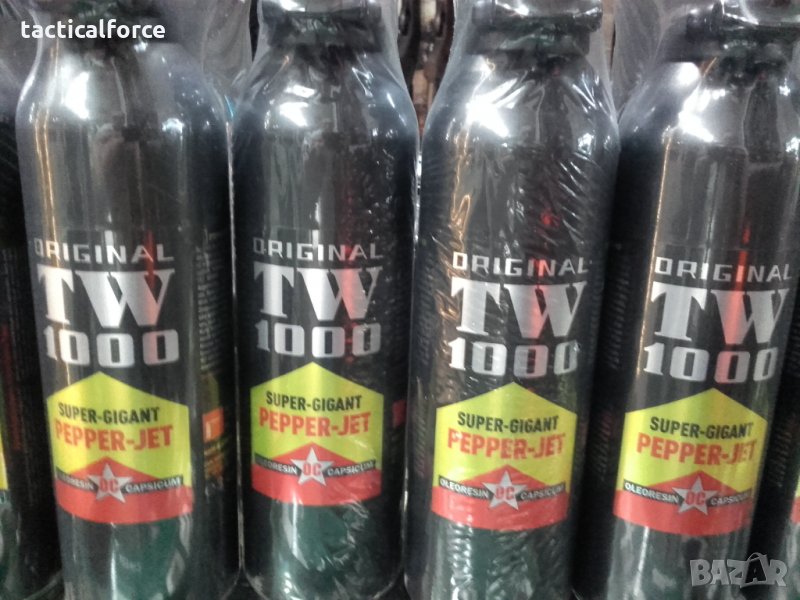 tacticalforce
ORIGINAL
TW
1000
SUPER-GIGANT
PEPPER-JET
OLEORESIN OC CAPSICUM
ORIGINAL
TW
1000
SUPER-GIGANT
PEPPER-JET
OLEORESIN OC CAPSICUM
ORIGINAL
TW
1000
SUPER-GIGANT
PEPPER-JET
OLEORESIN OC CAPSICUM
ORIGINAL
TW
1000
SUPER-GIGANT
PEPPER-JET
OLEORESIN OC CAPSICUM
BAZAR